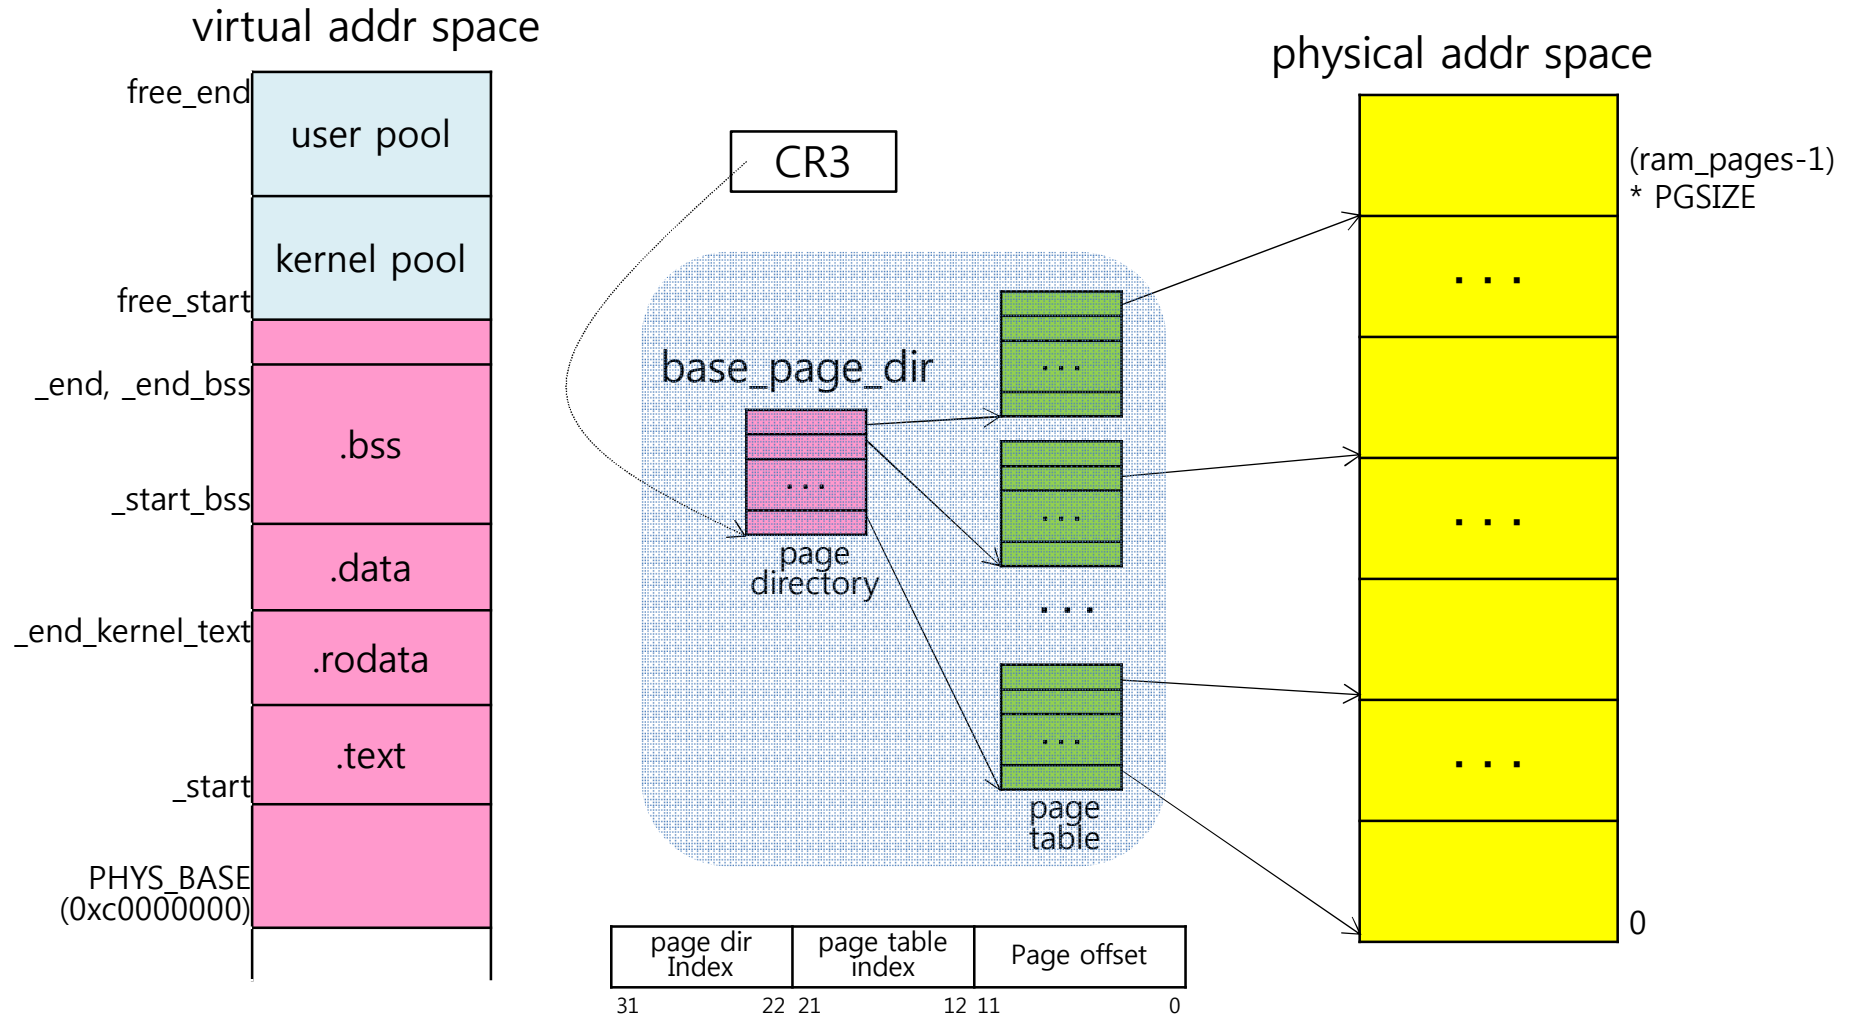 virtual addr space
free_end
user pool
kernel pool
free_start
_end, _end_bss
.bss
_start_bss
.data
_end_kernel_text
.rodata
.text
_start
PHYS_BASE
(0xc0000000)
CR3
base_page_dir
. . .
page
directory
. . .
. . .
. . .
. . .
page
table
page dir
Index
page table
index
Page offset
31
22
21
12
11
0
physical addr space
(ram_pages-1)
* PGSIZE
. . .
. . .
. . .
0